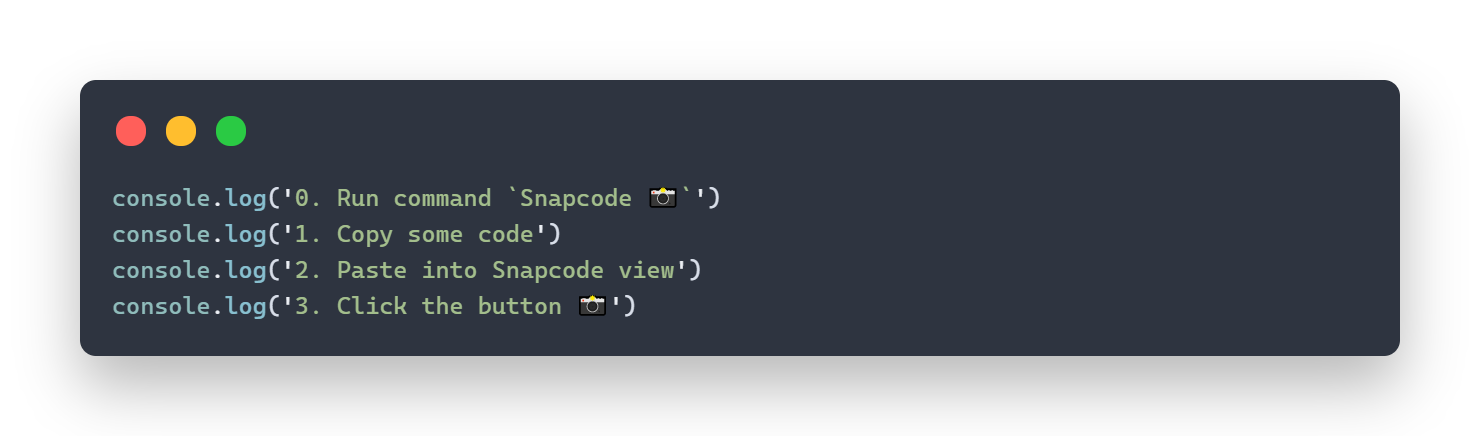 console.log('0. Run command `Snapcode 📸`')
console.log('1. Copy some code')
console.log('2. Paste into Snapcode view')
console.log('3. Click the button 📸')